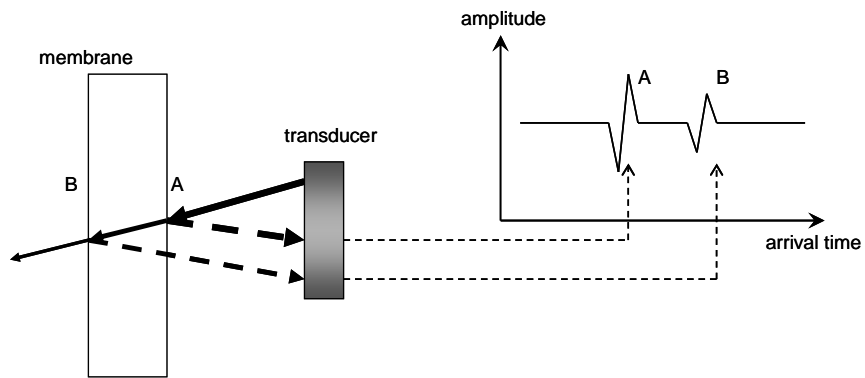 amplitude
membrane
A
B
transducer
B
A
arrival time